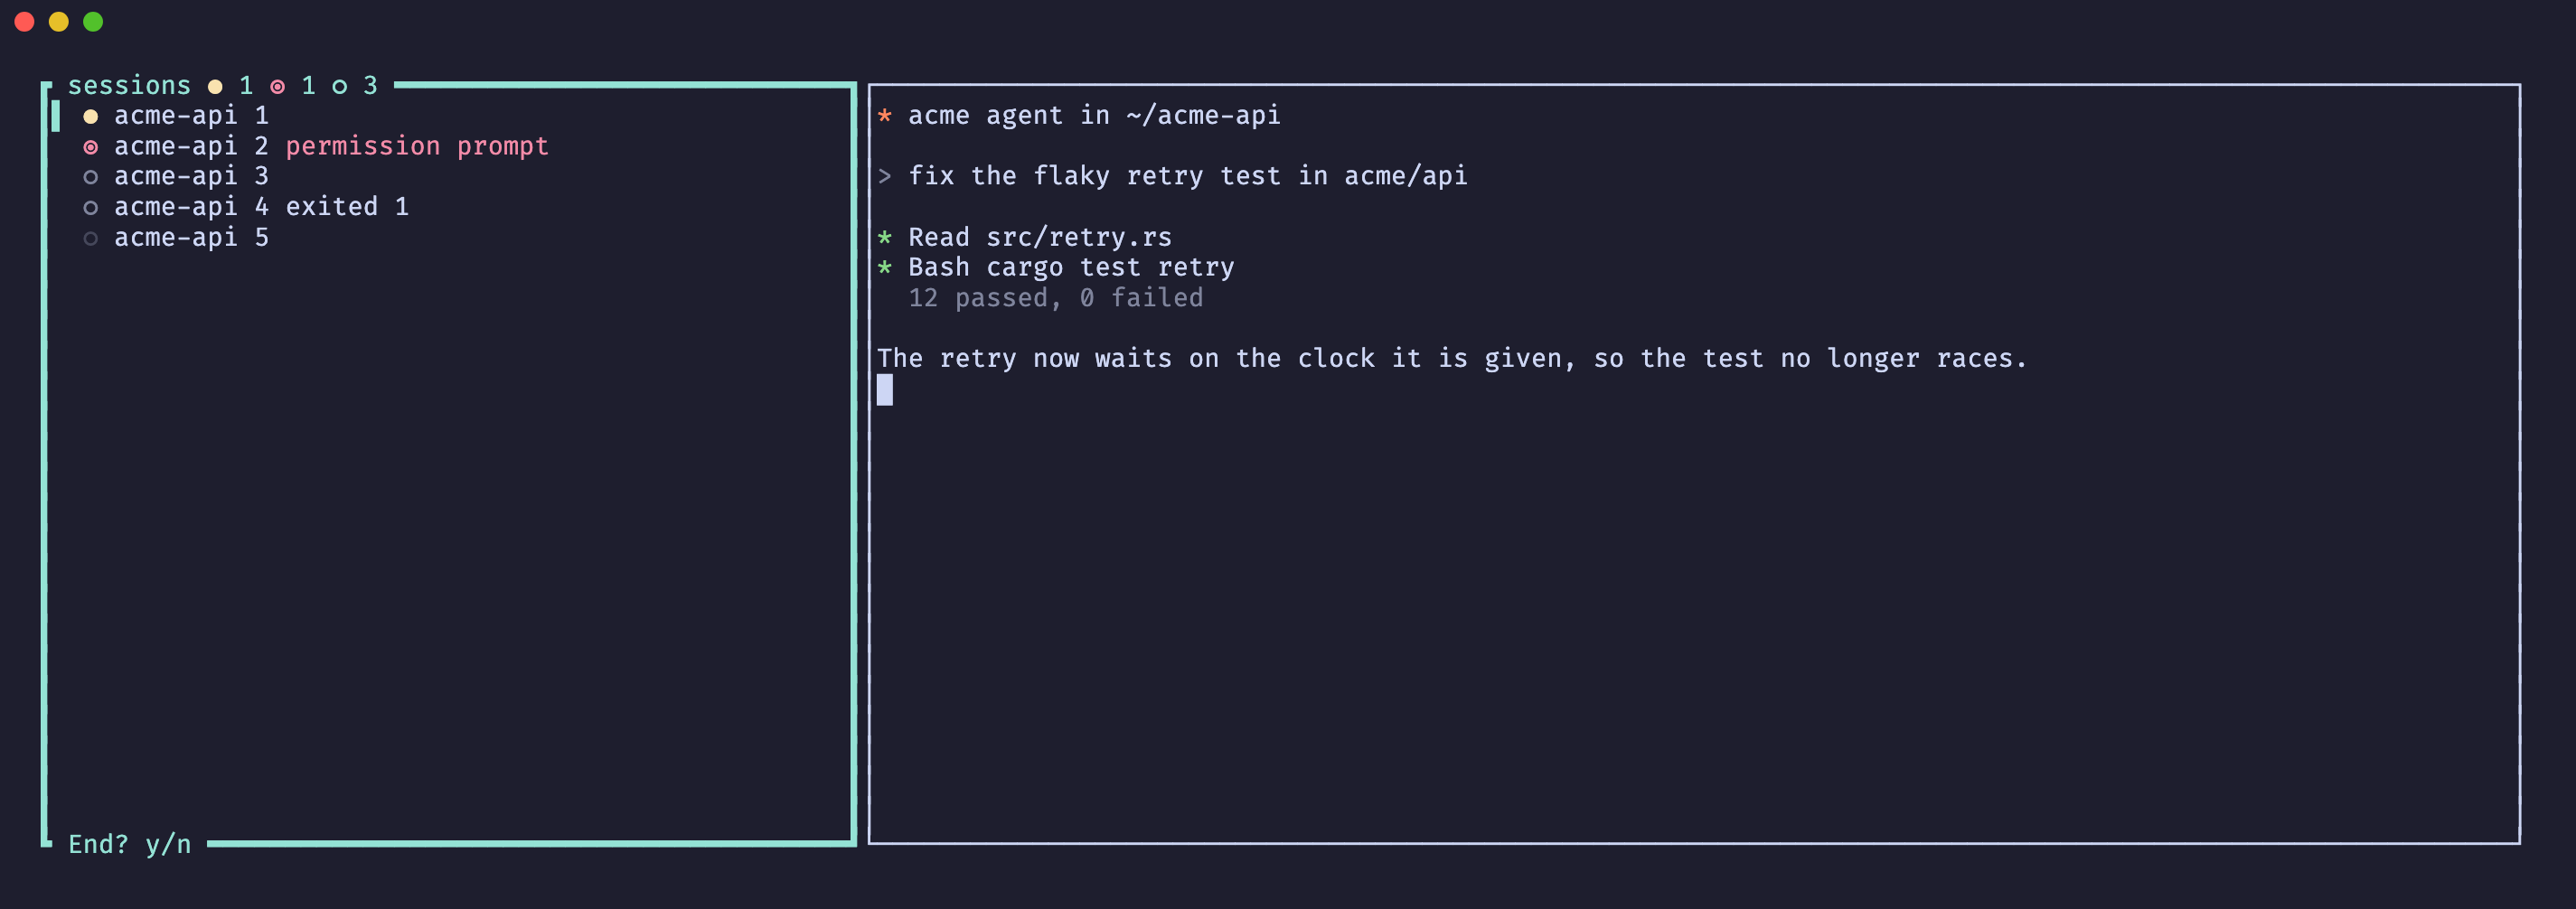 sessions ● 1 ◉ 1 ○ 3
● acme-api 1
◉ acme-api 2 permission prompt
○ acme-api 3
○ acme-api 4 exited 1
○ acme-api 5
End? y/n
* acme agent in ~/acme-api
> fix the flaky retry test in acme/api
* Read src/retry.rs
* Bash cargo test retry
12 passed, 0 failed
The retry now waits on the clock it is given, so the test no longer races.